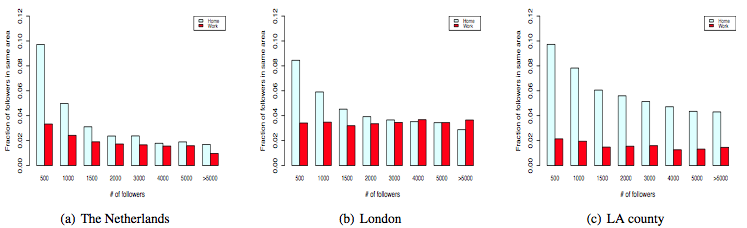 Fraction of followers in same area
0.00 0.02 0.04 0.06 0.08 0.10 0.12
Home
Work
500 1000 1500 2000 3000 4000 5000 >5000
# of followers
(a) The Netherlands
Fraction of followers in same area
0.00 0.02 0.04 0.06 0.08 0.10 0.12
Home
Work
500 1000 1500 2000 3000 4000 5000 >5000
# of followers
(b) London
Fraction of followers in same area
0.00 0.02 0.04 0.06 0.08 0.10 0.12
Home
Work
500 1000 1500 2000 3000 4000 5000 >5000
# of followers
(c) LA county